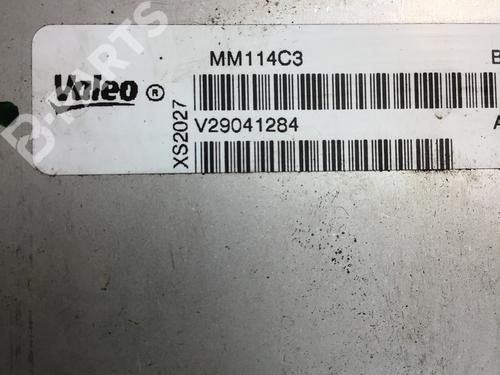 B-PARTS
Valeo ®
XS2027
MM114C3
B
V29041284
A